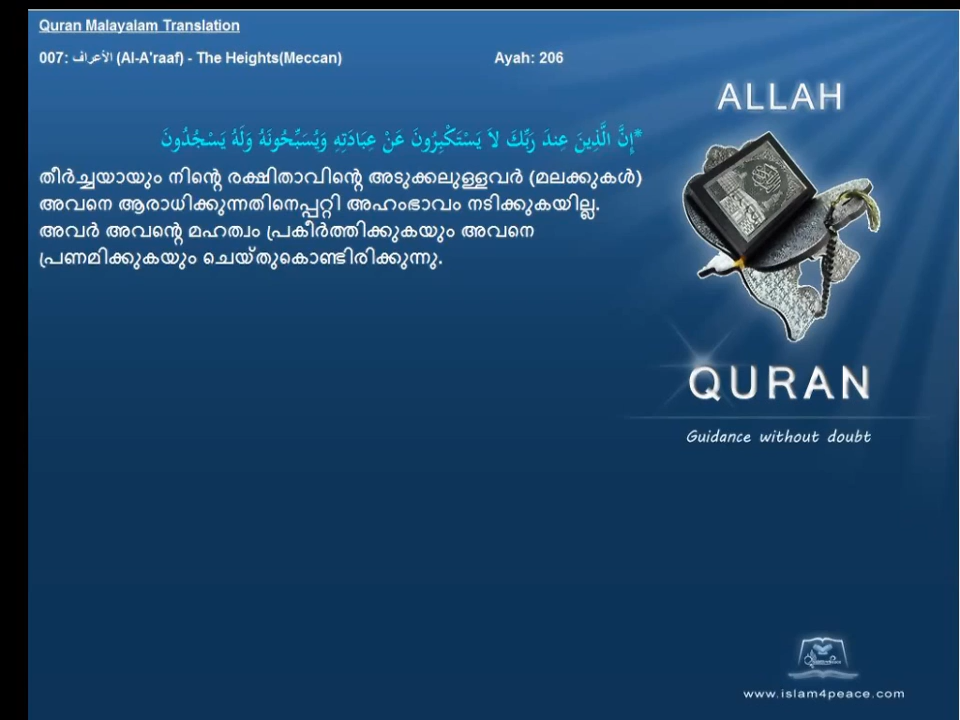 Quran Malayalam Translation
007: الأعراف (Al-A'raaf) - The Heights(Meccan) Ayah: 206
*إِنَّ الَّذِينَ عِندَ رَبِّكَ لاَ يَسْتَكْبِرُونَ عَنْ عِبَادَتِهِ وَيُسَبِّحُونَهُ وَلَهُ يَسْجُدُونَ
തീർച്ചയായും നിന്റെ രക്ഷിതാവിന്റെ അടുക്കലുള്ളവർ (മലക്കുകൾ)
അവനെ ആരാധിക്കുന്നതിനെപ്പറ്റി അഹംഭാവം നടിക്കുകയില്ല.
അവർ അവന്റെ മഹത്വം പ്രകീർത്തിക്കുകയും അവനെ
പ്രണമിക്കുകയും ചെയ്തുകൊണ്ടിരിക്കുന്നു.
ALLAH
QURAN
Guidance without doubt
www.islam4peace.com